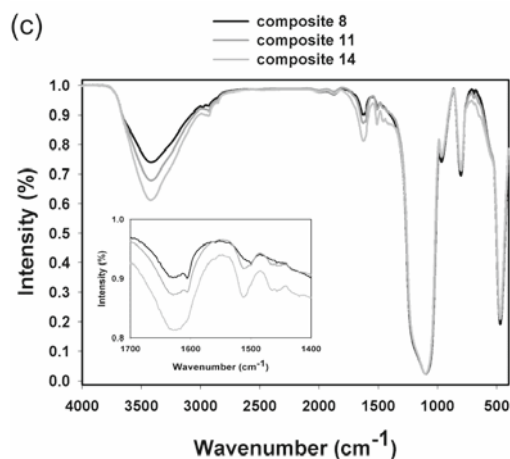 (c)
composite 8
composite 11
composite 14
1.0
0.9
0.8
0.7
0.6
0.5
0.4
0.3
0.2
0.1
0.0
Intensity (%)
1.0
0.9
0.8
Intensity (%)
1700 1600 1500 1400
Wavenumber (cm-1)
4000 3500 3000 2500 2000 1500 1000 500
Wavenumber (cm-1)